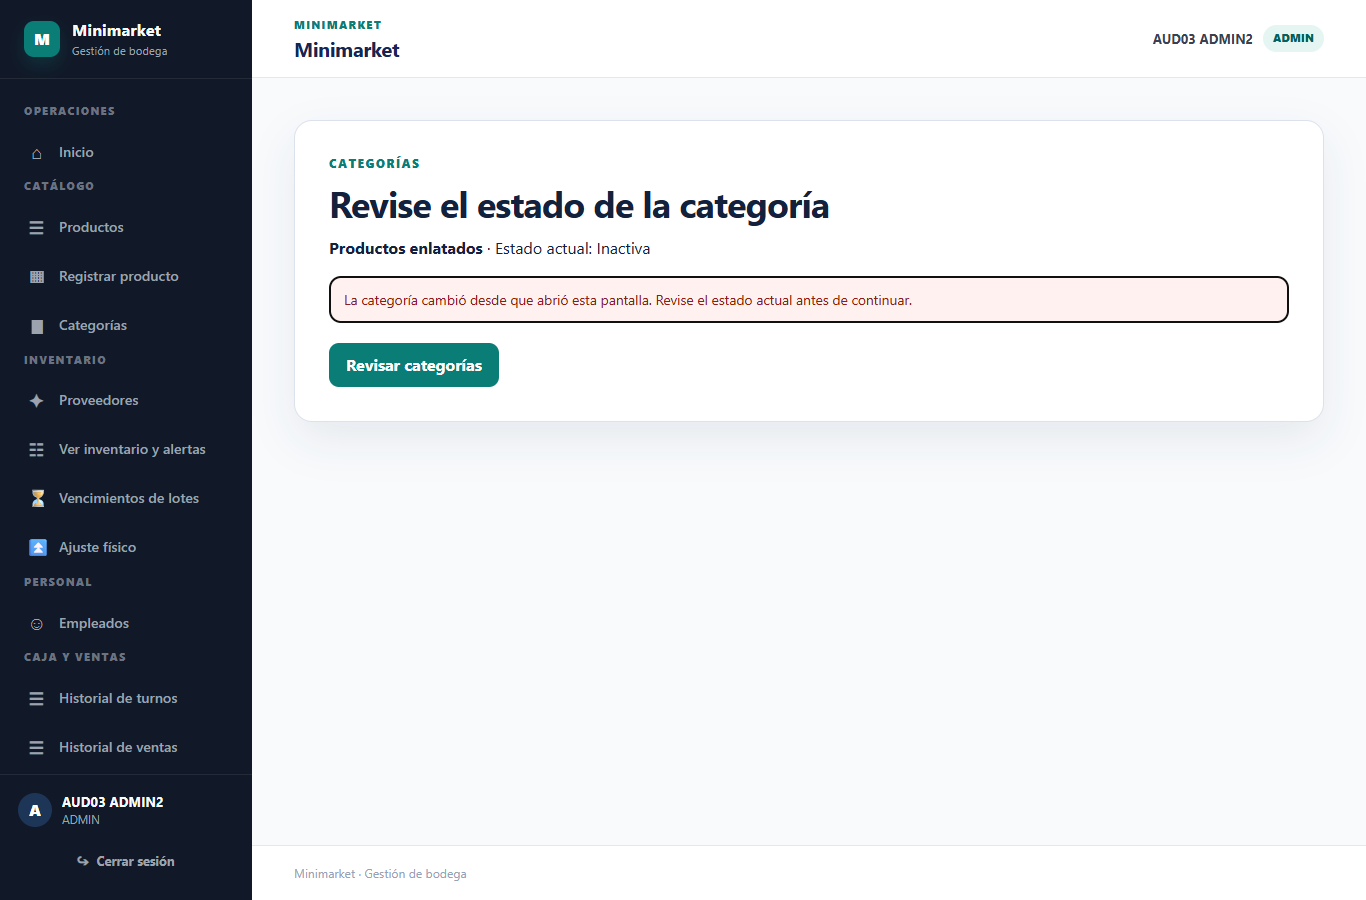 M
Minimarket
Gestión de bodega
OPERACIONES
Inicio
CATÁLOGO
Productos
Registrar producto
Categorías
INVENTARIO
Proveedores
Ver inventario y alertas
Vencimientos de lotes
Ajuste físico
PERSONAL
Empleados
CAJA Y VENTAS
Historial de turnos
Historial de ventas
A
AUD03 ADMIN2
ADMIN
Cerrar sesión
MINIMARKET
Minimarket
AUD03 ADMIN2 ADMIN
CATEGORÍAS
Revise el estado de la categoría
Productos enlatados · Estado actual: Inactiva
La categoría cambió desde que abrió esta pantalla. Revise el estado actual antes de continuar.
Revisar categorías
Minimarket · Gestión de bodega